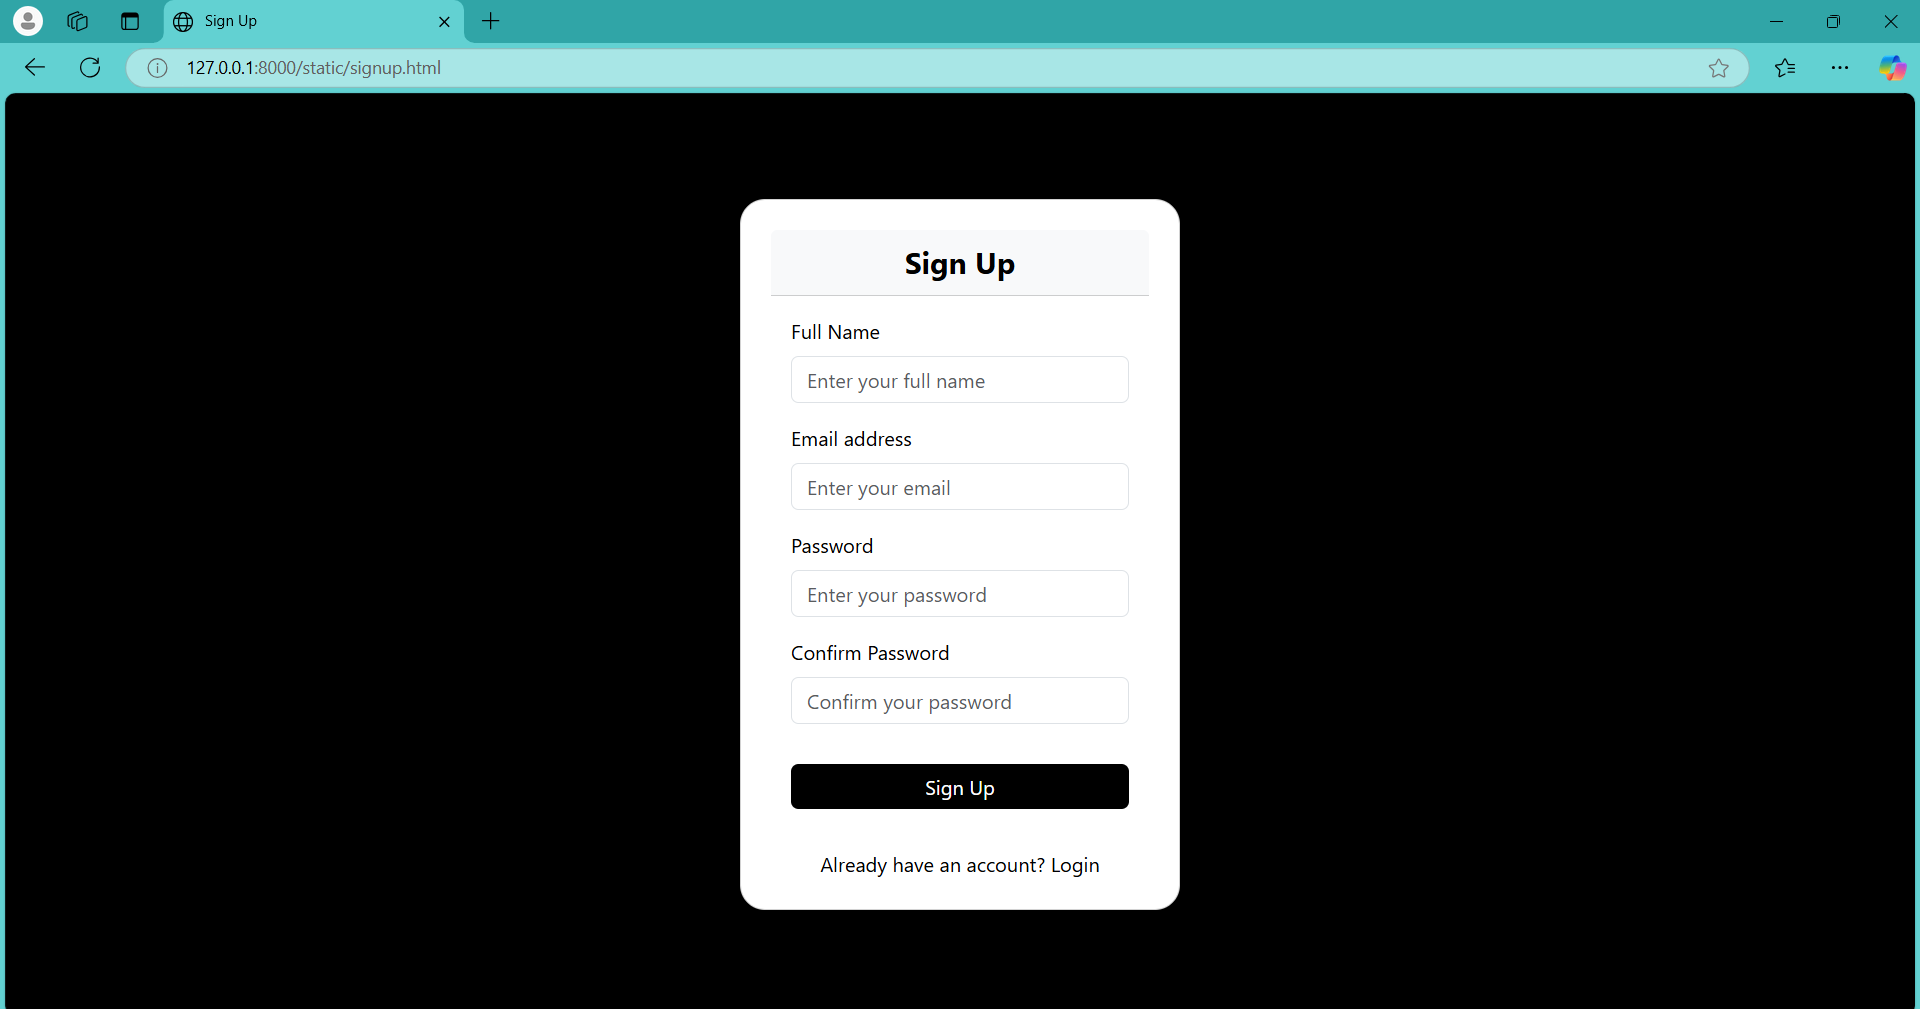 Sign Up
127.0.0.1:8000/static/signup.html
Sign Up
Full Name
Enter your full name
Email address
Enter your email
Password
Enter your password
Confirm Password
Confirm your password
Sign Up
Already have an account? Login